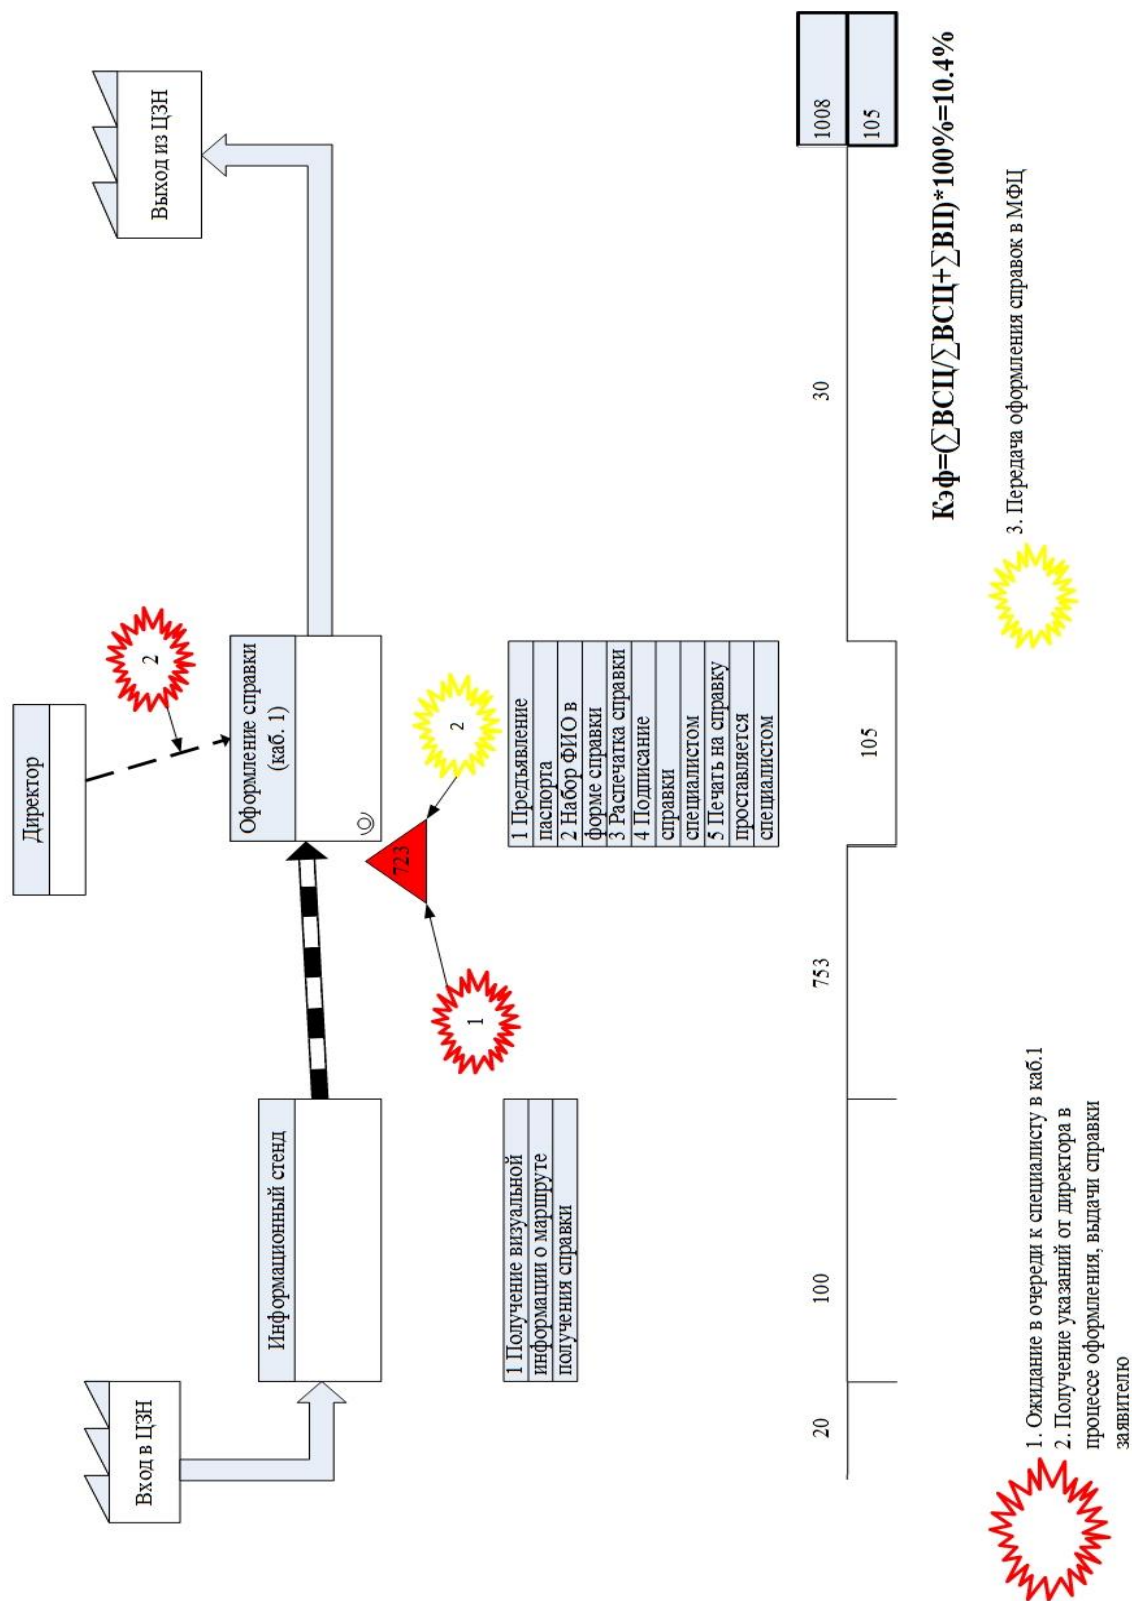 Директор
2
Вход в ЦЗН
Информационный стенд
Оформление справки
(каб. 1)
Выход из ЦЗН
723
1
2
1 Получение визуальной
информации о маршруте
получения справки
1 Предъявление
паспорта
2 Набор ФИО в
форме справки
3 Распечатка справки
4 Подписание
справки
специалистом
5 Печать на справку
проставляется
специалистом
20
100
753
30
1008
105
105
Кэф=(∑ВСЦ/∑ВСЦ+∑ВП)*100%=10.4%
1. Ожидание в очереди к специалисту в каб.1
2. Получение указаний от директора в
процессе оформления, выдачи справки
заявителю
3. Передача оформления справок в МФЦ